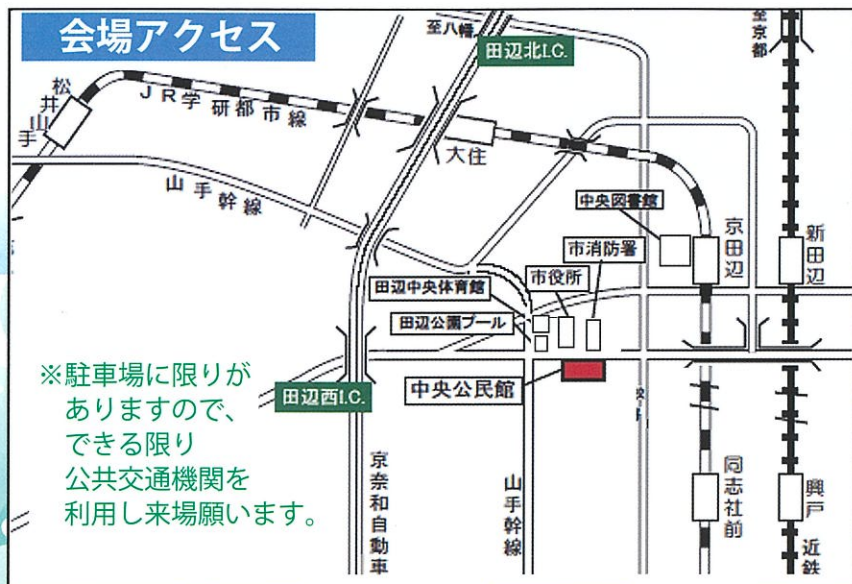 会場アクセス
至八幡
田辺北I.C.
至京都
松井山手
JR学研都市線
大住
山手幹線
中央図書館
京田辺
新田辺
市消防署
市役所
田辺中央体育館
田辺公園プール
中央公民館
田辺西I.C.
※駐車場に限りが
ありますので、
できる限り
公共交通機関を
利用し来場願います。
京奈和自動車
山手幹線
同志社前
興戸
近鉄